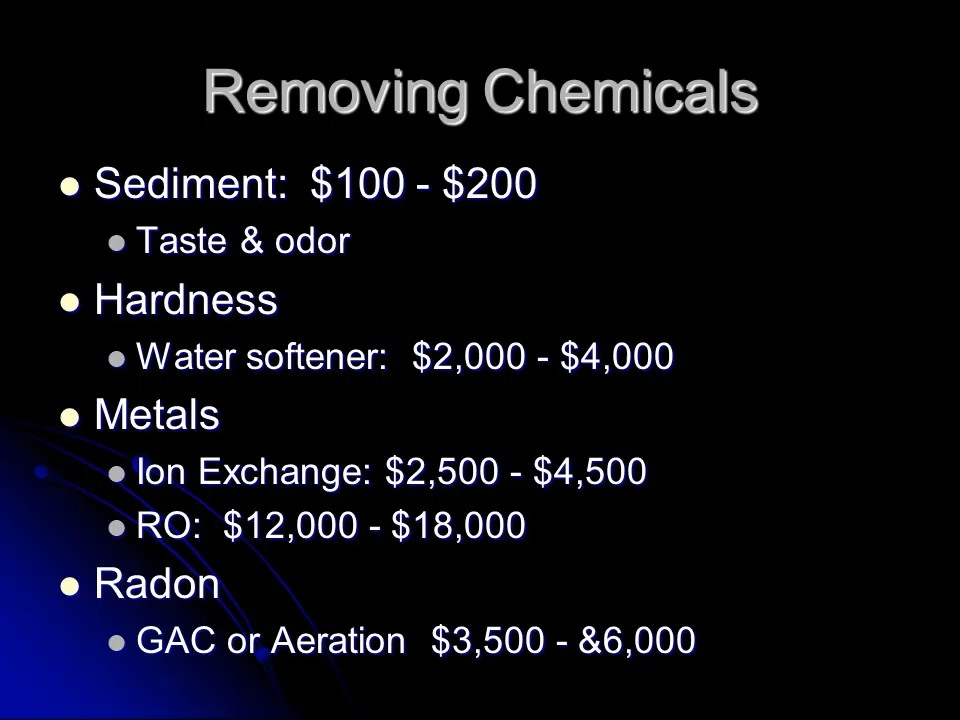 Removing Chemicals
Sediment: $100 - $200
Taste & odor
Hardness
Water softener: $2,000 - $4,000
Metals
Ion Exchange: $2,500 - $4,500
RO: $12,000 - $18,000
Radon
GAC or Aeration $3,500 - &6,000